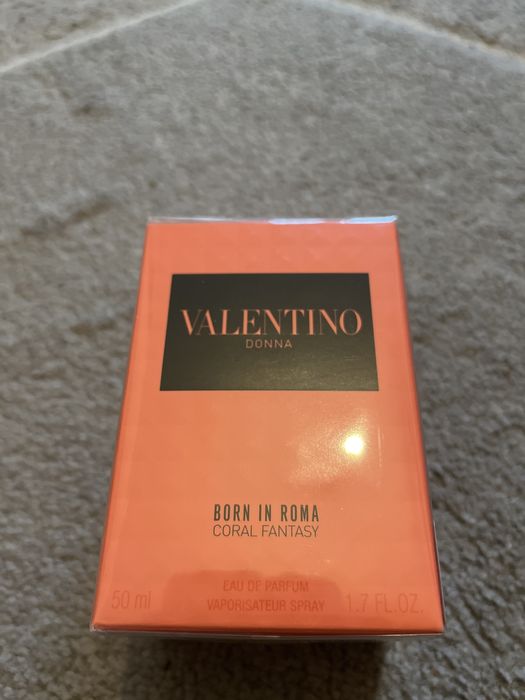 VALENTINO
DONNA
BORN IN ROMA
CORAL FANTASY
EAU DE PARFUM
50 ml VAPORISATEUR SPRAY 1.7 FL.OZ.